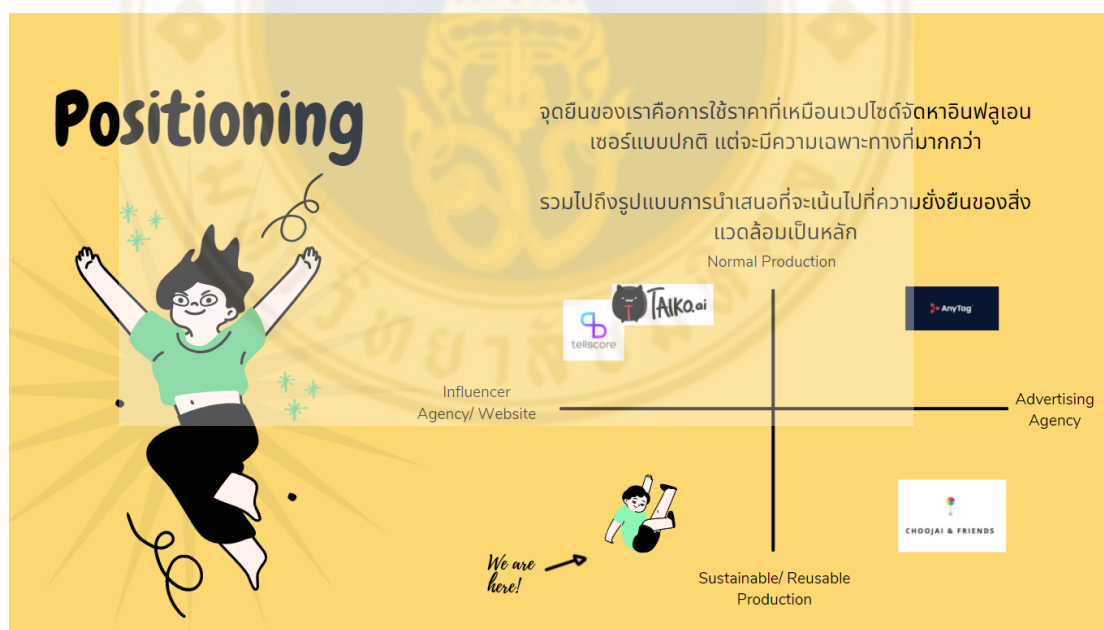 Positioning
จุดยืนของเราคือการใช้ราคาที่เหมือนเวปไซด์จัดหาอินฟลูเอน
เซอร์แบบปกติ แต่จะมีความเฉพาะทางที่มากกว่า
รวมไปถึงรูปแบบการนำเสนอที่จะเน้นไปที่ความยั่งยืนของสิ่ง
แวดล้อมเป็นหลัก
Normal Production
TAIKO.ai
tellscore
AnyTag
Influencer
Agency/ Website
Advertising
Agency
CHOOJAI & FRIENDS
We are
here!
Sustainable/ Reusable
Production